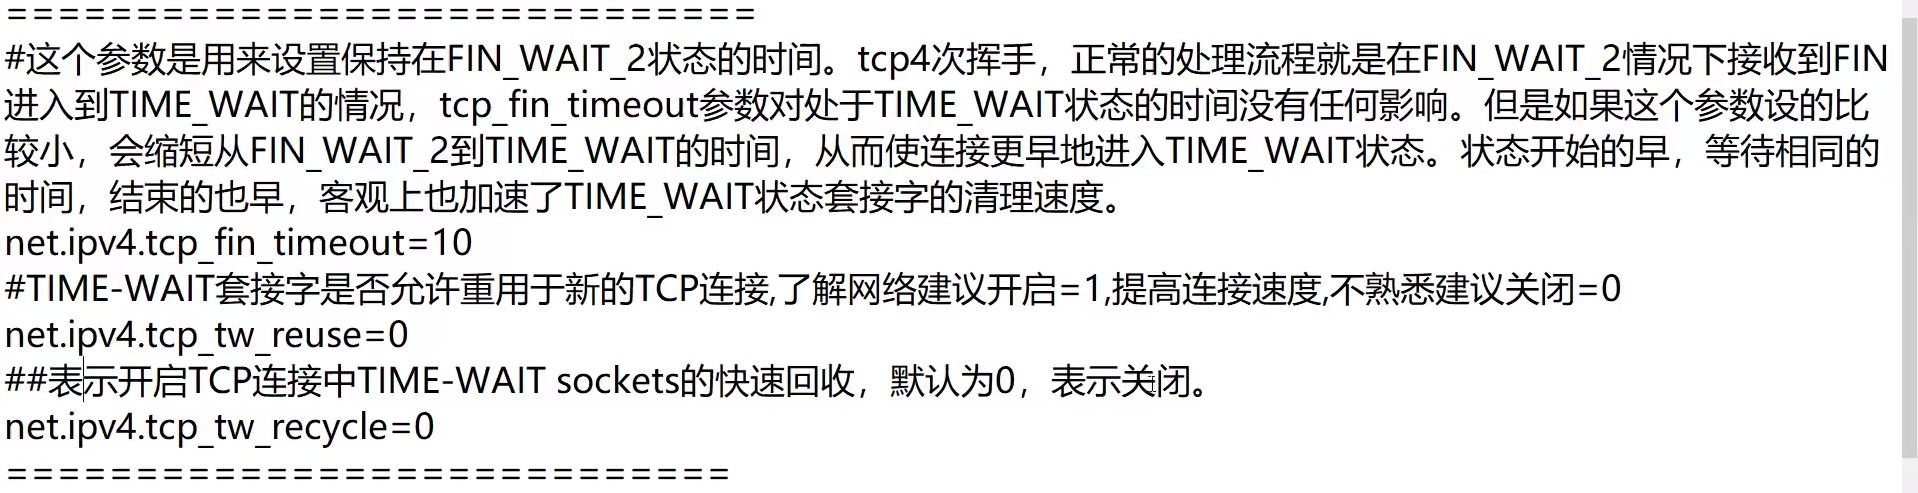 =============================
#这个参数是用来设置保持在FIN_WAIT_2状态的时间。tcp4次挥手，正常的处理流程就是在FIN_WAIT_2情况下接收到FIN
进入到TIME_WAIT的情况，tcp_fin_timeout参数对处于TIME_WAIT状态的时间没有任何影响。但是如果这个参数设的比
较小，会缩短从FIN_WAIT_2到TIME_WAIT的时间，从而使连接更早地进入TIME_WAIT状态。状态开始的早，等待相同的
时间，结束的也早，客观上也加速了TIME_WAIT状态套接字的清理速度。
net.ipv4.tcp_fin_timeout=10
#TIME-WAIT套接字是否允许重用于新的TCP连接,了解网络建议开启=1,提高连接速度,不熟悉建议关闭=0
net.ipv4.tcp_tw_reuse=0
##表示开启TCP连接中TIME-WAIT sockets的快速回收，默认为0，表示关闭。
net.ipv4.tcp_tw_recycle=0
============================